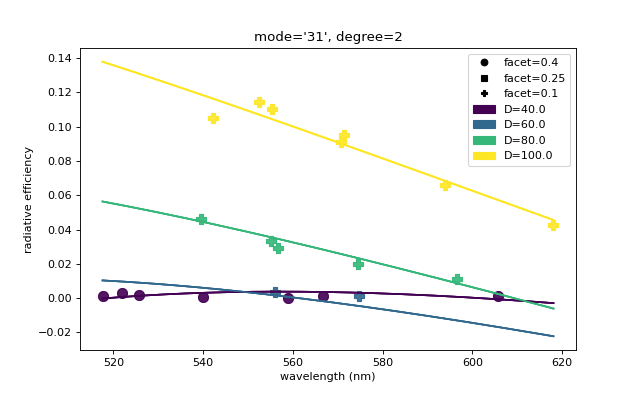 mode='31', degree=2
radiative efficiency
0.14
0.12
0.10
0.08
0.06
0.04
0.02
0.00
−0.02
facet=0.4
facet=0.25
facet=0.1
D=40.0
D=60.0
D=80.0
D=100.0
520 540 560 580 600 620
wavelength (nm)